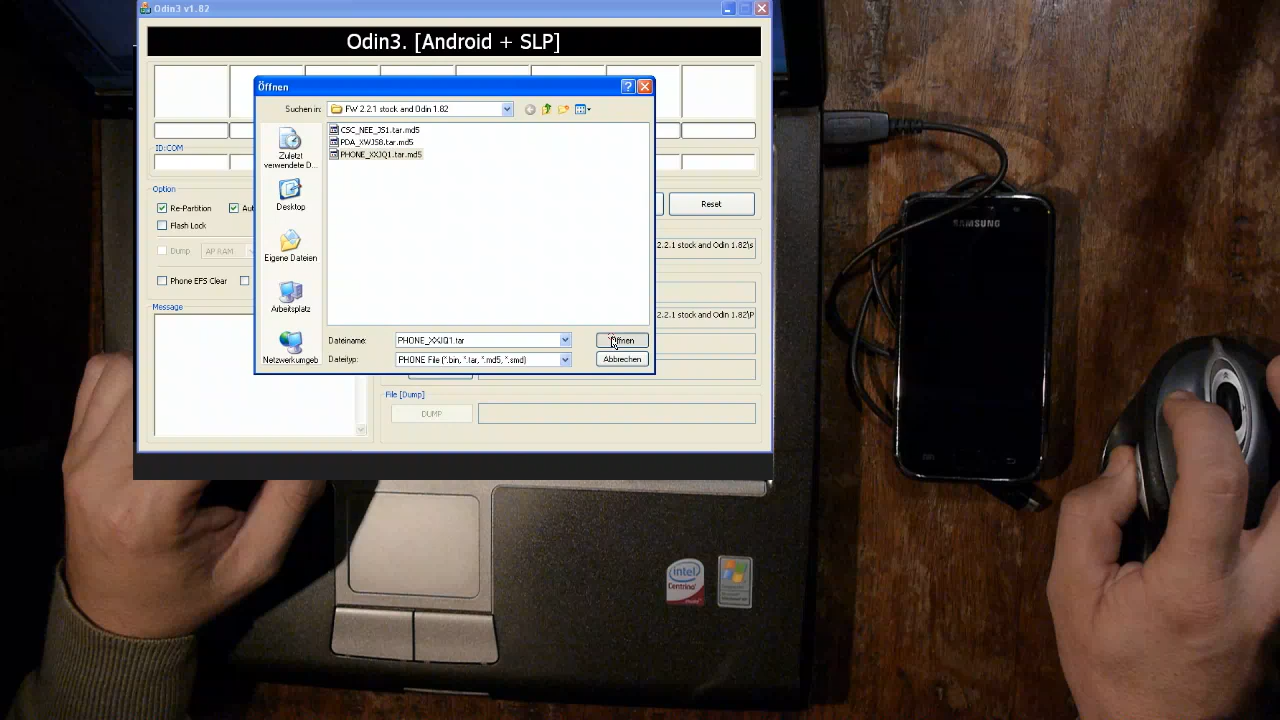 Odin3 v1.82
Odin3. [Android + SLP]
ID:COM
Option
Re-Partition
Flash Lock
Dump
AP RAM
Phone EFS Clear
Reset
2.2.1 stock and Odin 1.82\s
2.2.1 stock and Odin 1.82\P
Message
File [Dump]
DUMP
Öffnen
Suchen in:
FW 2.2.1 stock and Odin 1.82
Zuletzt
verwendete D...
Desktop
Eigene Dateien
Arbeitsplatz
Netzwerkumgeb
CSC_NEE_JS1.tar.md5
PDA_XWJS8.tar.md5
PHONE_XXJQ1.tar.md5
Dateiname:
PHONE_XXJQ1.tar
Öffnen
Dateityp:
PHONE File (*.bin, *.tar, *.md5, *.smd)
Abbrechen
SAMSUNG
intel
Centrino